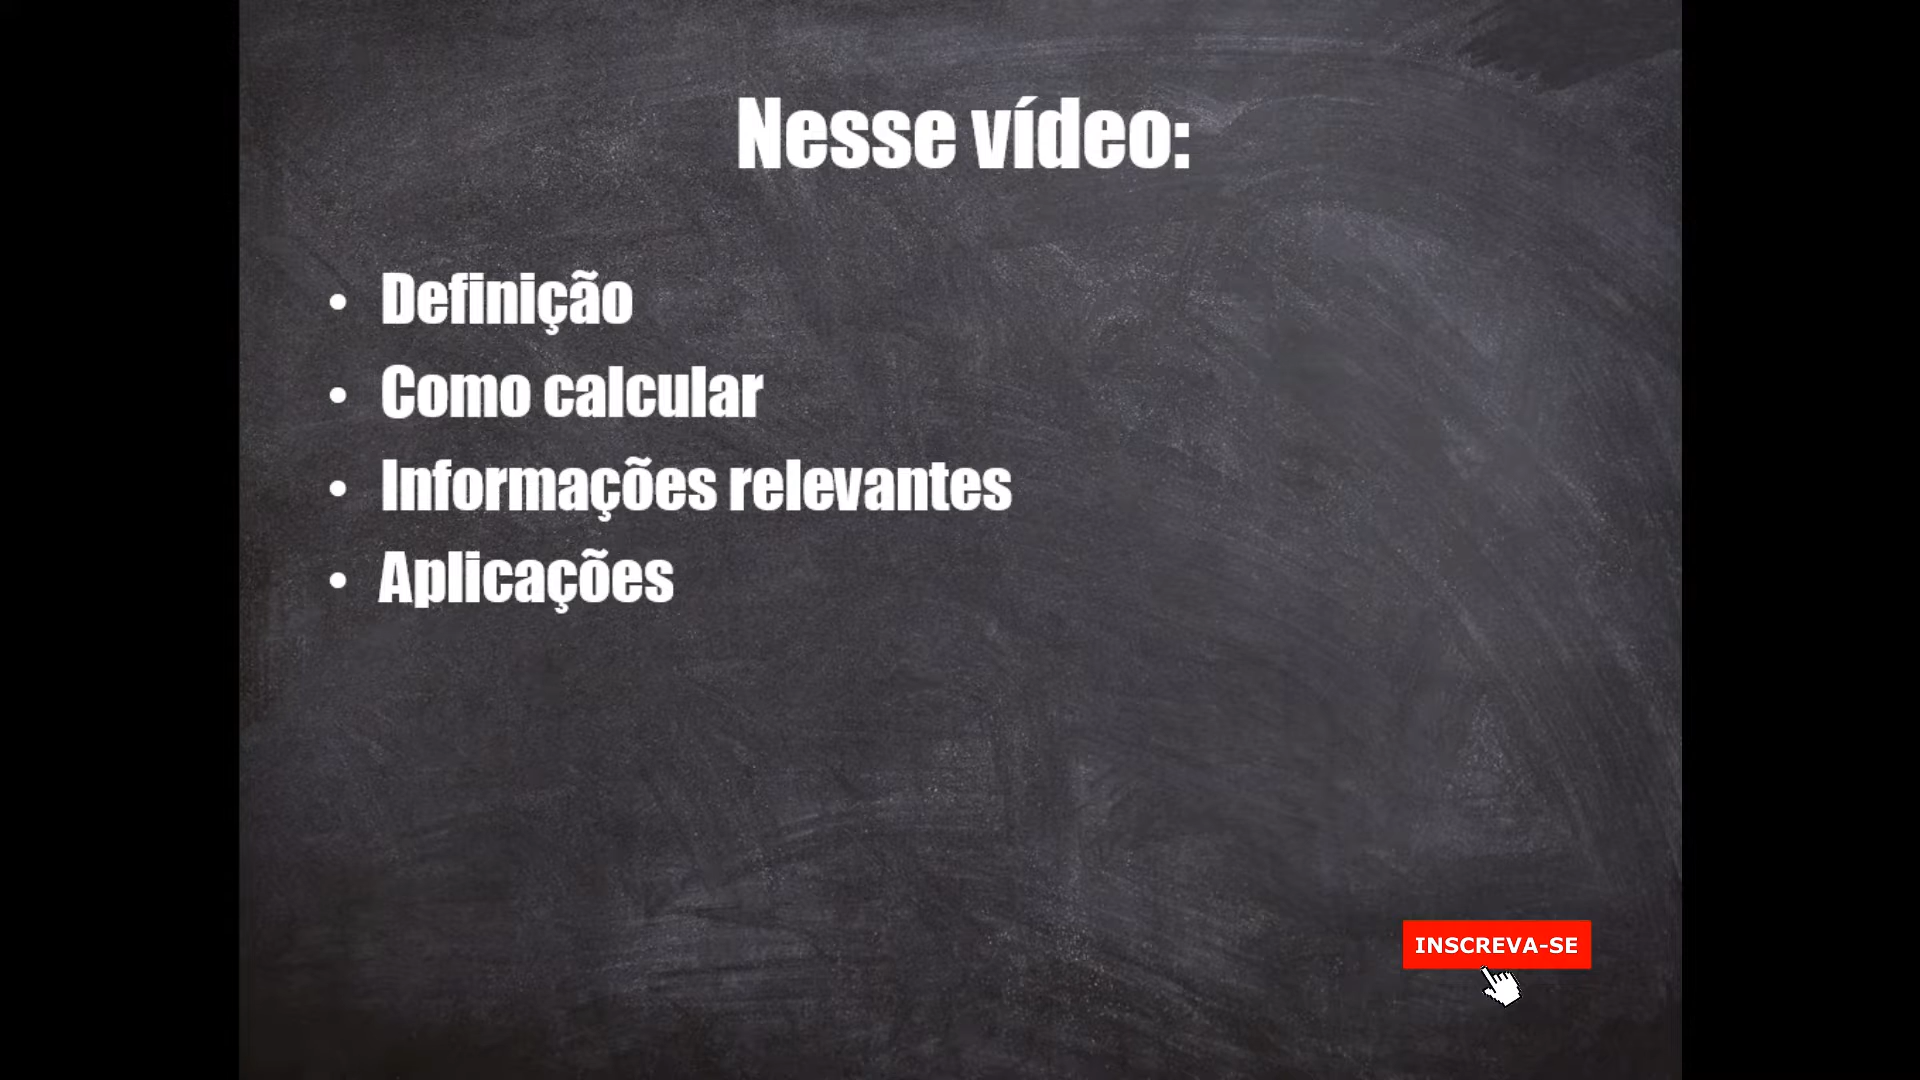 Nesse vídeo:
• Definição
• Como calcular
• Informações relevantes
• Aplicações
INSCREVA-SE